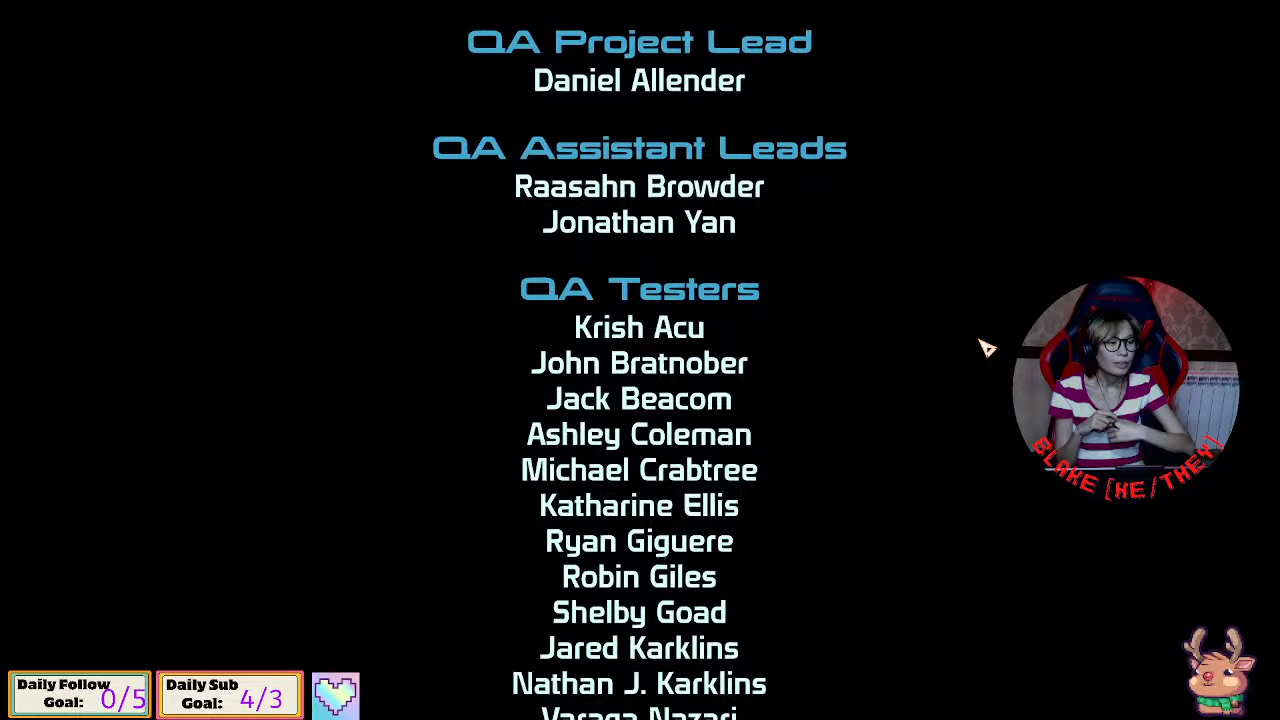 QA Project Lead
Daniel Allender
QA Assistant Leads
Raasahn Browder
Jonathan Yan
QA Testers
Krish Acu
John Bratnober
Jack Beacom
Ashley Coleman
Michael Crabtree
Katharine Ellis
Ryan Giguere
Robin Giles
Shelby Goad
Jared Karklins
Nathan J. Karklins
Varaga Nazari
BLAKE [HE/THEY]
Daily Follow
Goal: 0/5
Daily Sub
Goal: 4/3